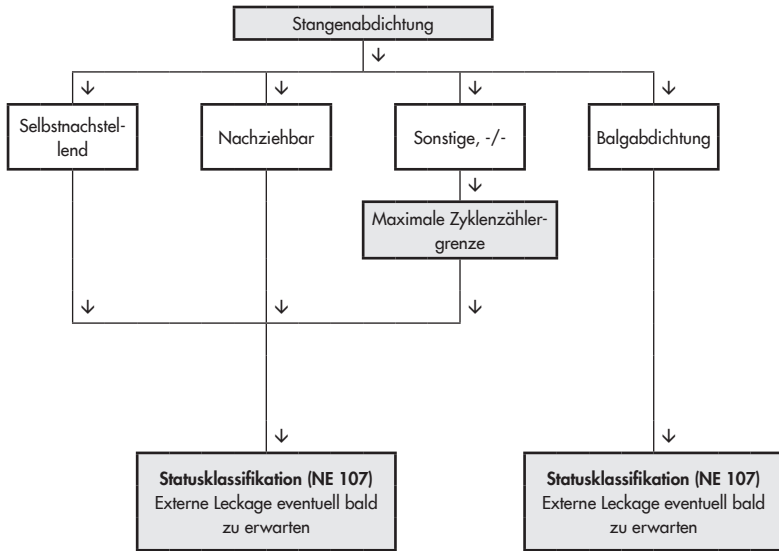 Stangenabdichtung
Selbstnachstel-
lend
Nachziehbar
Sonstige, -/-
Balgabdichtung
Maximale Zyklenzähler-
grenze
Statusklassifikation (NE 107)
Externe Leckage eventuell bald
zu erwarten
Statusklassifikation (NE 107)
Externe Leckage eventuell bald
zu erwarten